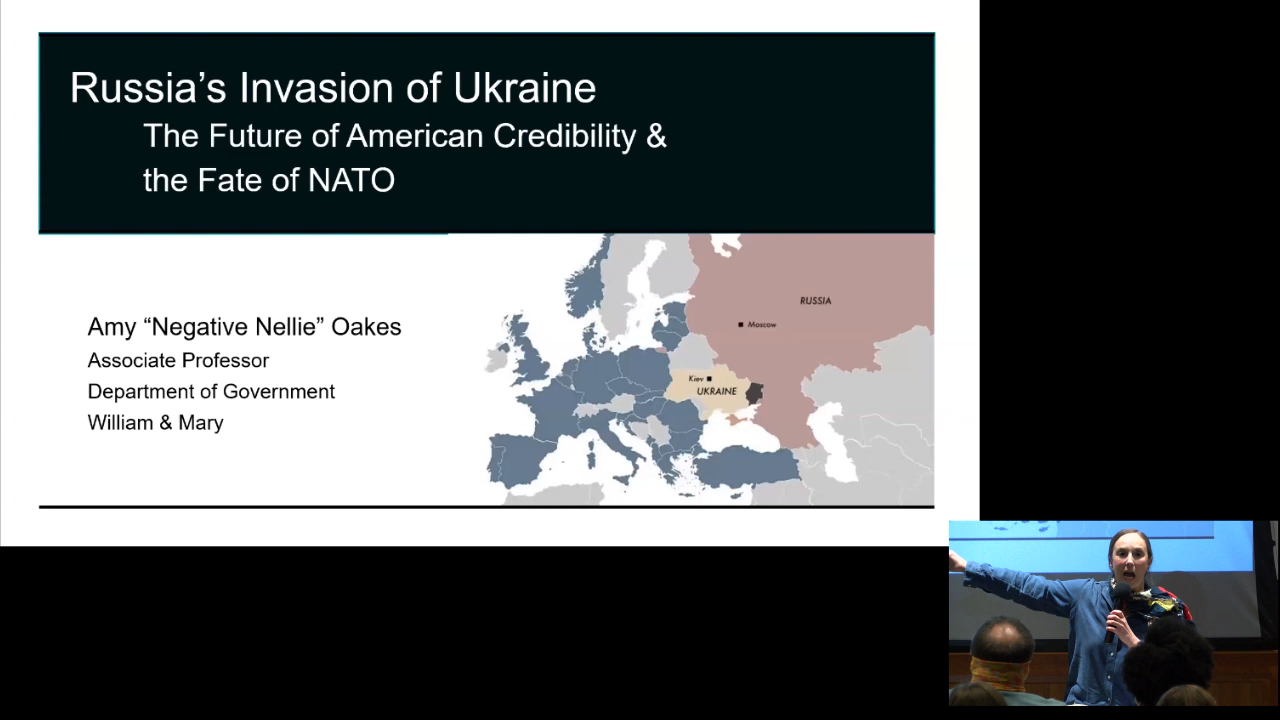 Russia’s Invasion of Ukraine
The Future of American Credibility &
the Fate of NATO
Amy “Negative Nellie” Oakes
Associate Professor
Department of Government
William & Mary
RUSSIA
Moscow
Kiev
UKRAINE